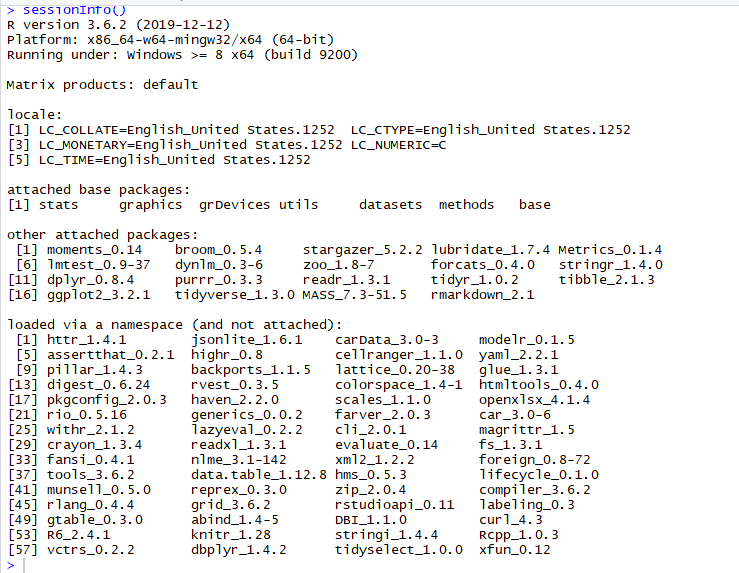 > sessionInfo()
R version 3.6.2 (2019-12-12)
Platform: x86_64-w64-mingw32/x64 (64-bit)
Running under: Windows >= 8 x64 (build 9200)
Matrix products: default
locale:
[1] LC_COLLATE=English_United States.1252  LC_CTYPE=English_United States.1252
[3] LC_MONETARY=English_United States.1252 LC_NUMERIC=C
[5] LC_TIME=English_United States.1252
attached base packages:
[1] stats     graphics  grDevices utils     datasets  methods   base
other attached packages:
[1] moments_0.14    broom_0.5.4     stargazer_5.2.2 lubridate_1.7.4 Metrics_0.1.4
[6] lmtest_0.9-37   dynlm_0.3-6     zoo_1.8-7       forcats_0.4.0   stringr_1.4.0
[11] dplyr_0.8.4     purrr_0.3.3     readr_1.3.1     tidyr_1.0.2     tibble_2.1.3
[16] ggplot2_3.2.1   tidyverse_1.3.0 MASS_7.3-51.5   rmarkdown_2.1
loaded via a namespace (and not attached):
[1] httr_1.4.1        jsonlite_1.6.1    carData_3.0-3     modelr_0.1.5
[5] assertthat_0.2.1  highr_0.8         cellranger_1.1.0  yaml_2.2.1
[9] pillar_1.4.3      backports_1.1.5   lattice_0.20-38   glue_1.3.1
[13] digest_0.6.24     rvest_0.3.5       colorspace_1.4-1  htmltools_0.4.0
[17] pkgconfig_2.0.3   haven_2.2.0       scales_1.1.0      openxlsx_4.1.4
[21] rio_0.5.16        generics_0.0.2    farver_2.0.3      car_3.0-6
[25] withr_2.1.2       lazyeval_0.2.2    cli_2.0.1         magrittr_1.5
[29] crayon_1.3.4      readxl_1.3.1      evaluate_0.14     fs_1.3.1
[33] fansi_0.4.1       nlme_3.1-142      xml2_1.2.2        foreign_0.8-72
[37] tools_3.6.2       data.table_1.12.8 hms_0.5.3         lifecycle_0.1.0
[41] munsell_0.5.0     reprex_0.3.0      zip_2.0.4         compiler_3.6.2
[45] rlang_0.4.4       grid_3.6.2        rstudioapi_0.11   labeling_0.3
[49] gtable_0.3.0      abind_1.4-5       DBI_1.1.0         curl_4.3
[53] R6_2.4.1          knitr_1.28        stringi_1.4.4     Rcpp_1.0.3
[57] vctrs_0.2.2       dbplyr_1.4.2      tidyselect_1.0.0  xfun_0.12
>